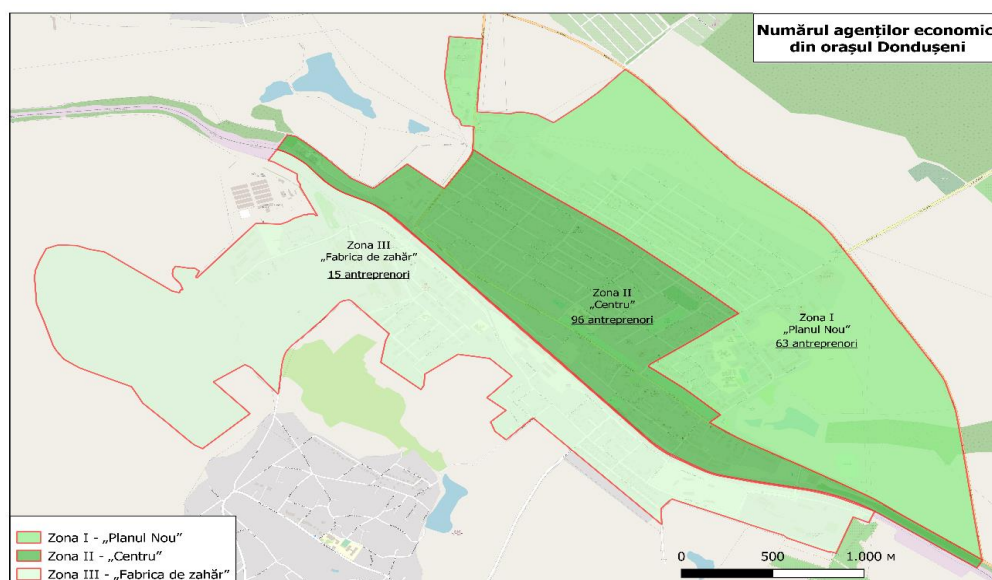 Numărul agenților economic
din orașul Dondușeni
Zona III
„Fabrica de zahăr”
15 antreprenori
Zona II
„Centru”
96 antreprenori
Zona I
„Planul Nou”
63 antreprenori
Zona I - „Planul Nou”
Zona II - „Centru”
Zona III - „Fabrica de zahăr”
0 500 1.000 м